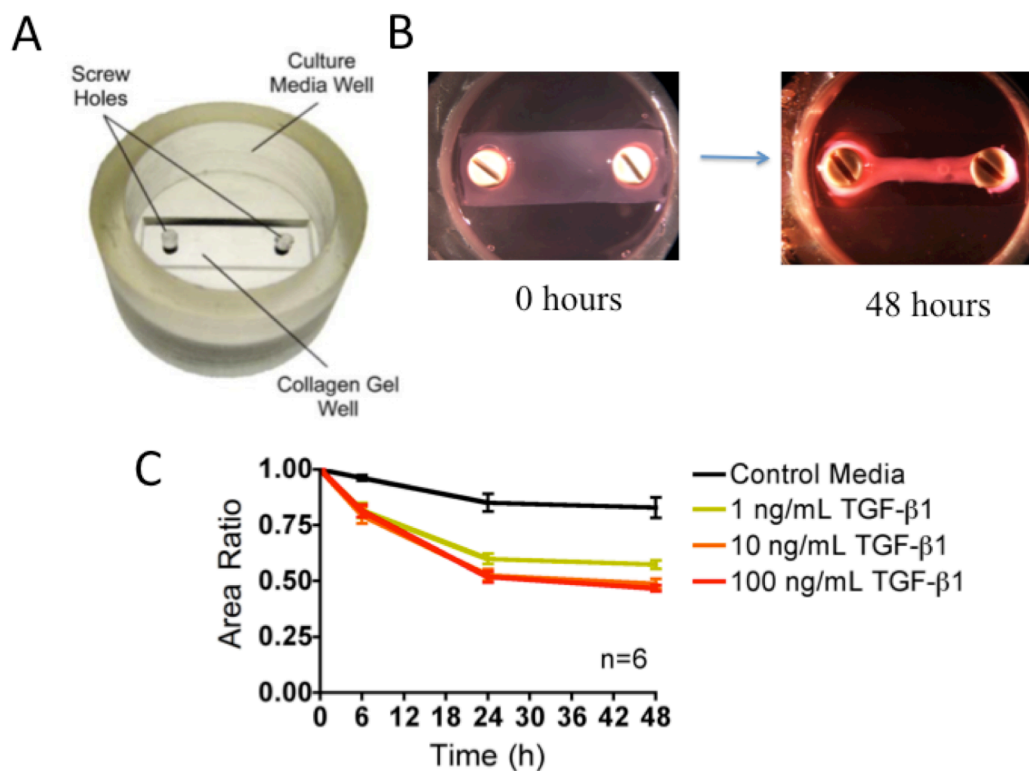 A
Screw
Holes
Culture
Media Well
Collagen Gel
Well
B
0 hours
48 hours
C
Area Ratio
1.00
0.75
0.50
0.25
0.00
0 6 12 18 24 30 36 42 48
Time (h)
n=6
Control Media
1 ng/mL TGF-β1
10 ng/mL TGF-β1
100 ng/mL TGF-β1